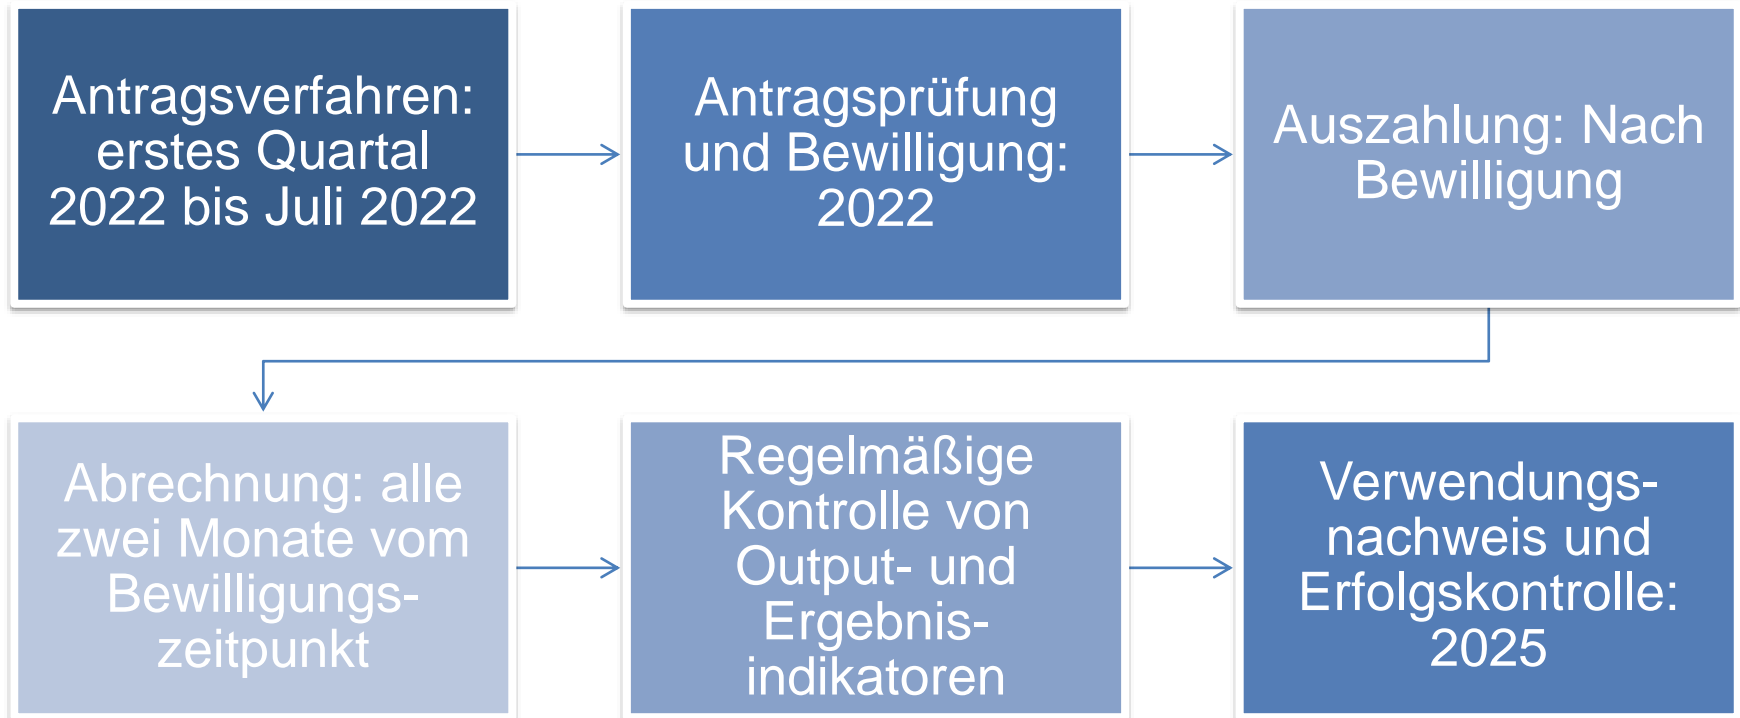 Antragsverfahren:
erstes Quartal
2022 bis Juli 2022
Antragsprüfung
und Bewilligung:
2022
Auszahlung: Nach
Bewilligung
Abrechnung: alle
zwei Monate vom
Bewilligungs-
zeitpunkt
Regelmäßige
Kontrolle von
Output- und
Ergebnis-
indikatoren
Verwendungs-
nachweis und
Erfolgskontrolle:
2025